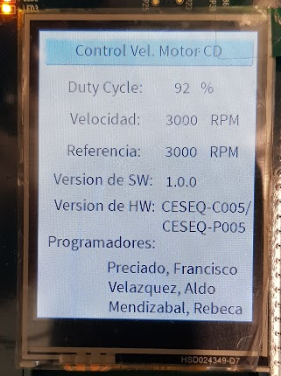 Control Vel. Motor CD
Duty Cycle: 92 %
Velocidad: 3000 RPM
Referencia: 3000 RPM
Version de SW: 1.0.0
Version de HW: CESEQ-C005/
CESEQ-P005
Programadores:
Preciado, Francisco
Velazquez, Aldo
Mendizabal, Rebeca
HSD024349-D7